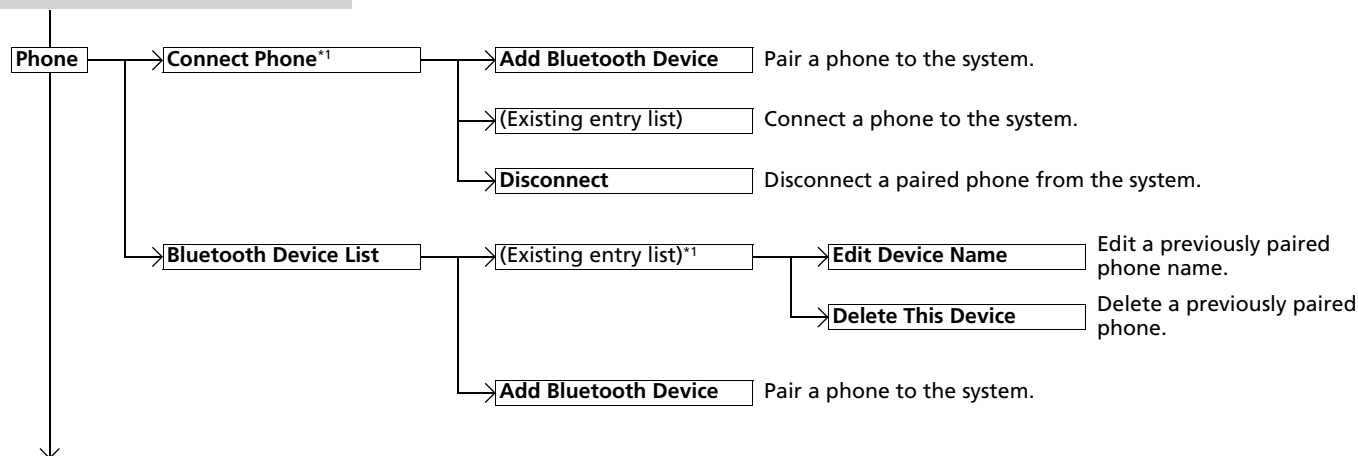 Phone
Connect Phone*1
Add Bluetooth Device
Pair a phone to the system.
(Existing entry list)
Connect a phone to the system.
Disconnect
Disconnect a paired phone from the system.
Bluetooth Device List
(Existing entry list)*1
Edit Device Name
Edit a previously paired
phone name.
Delete This Device
Delete a previously paired
phone.
Add Bluetooth Device
Pair a phone to the system.